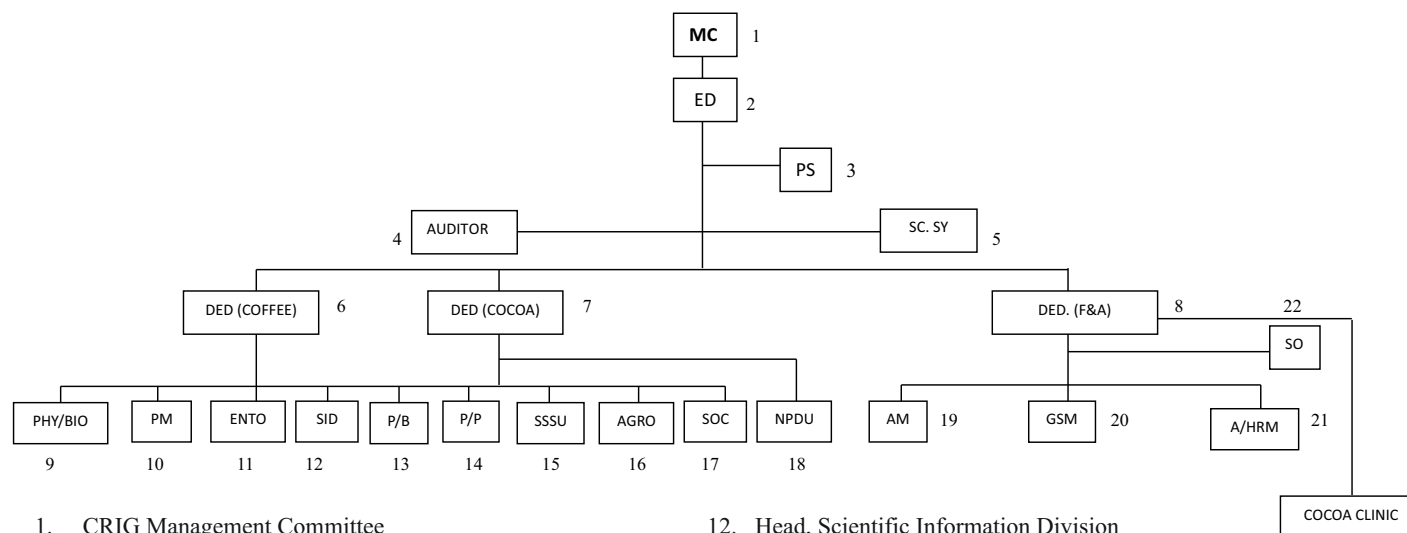 MC 1
ED 2
PS 3
AUDITOR 4
SC. SY 5
DED (COFFEE) 6
DED (COCOA) 7
DED. (F&A) 8
22
SO
PHY/BIO
PM
ENTO
SID
P/B
P/P
SSSU
AGRO
SOC
NPDU
AM 19
GSM 20
A/HRM 21
9 10 11 12 13 14 15 16 17 18
COCOA CLINIC
1. CRIG Management Committee
12. Head, Scientific Information Division